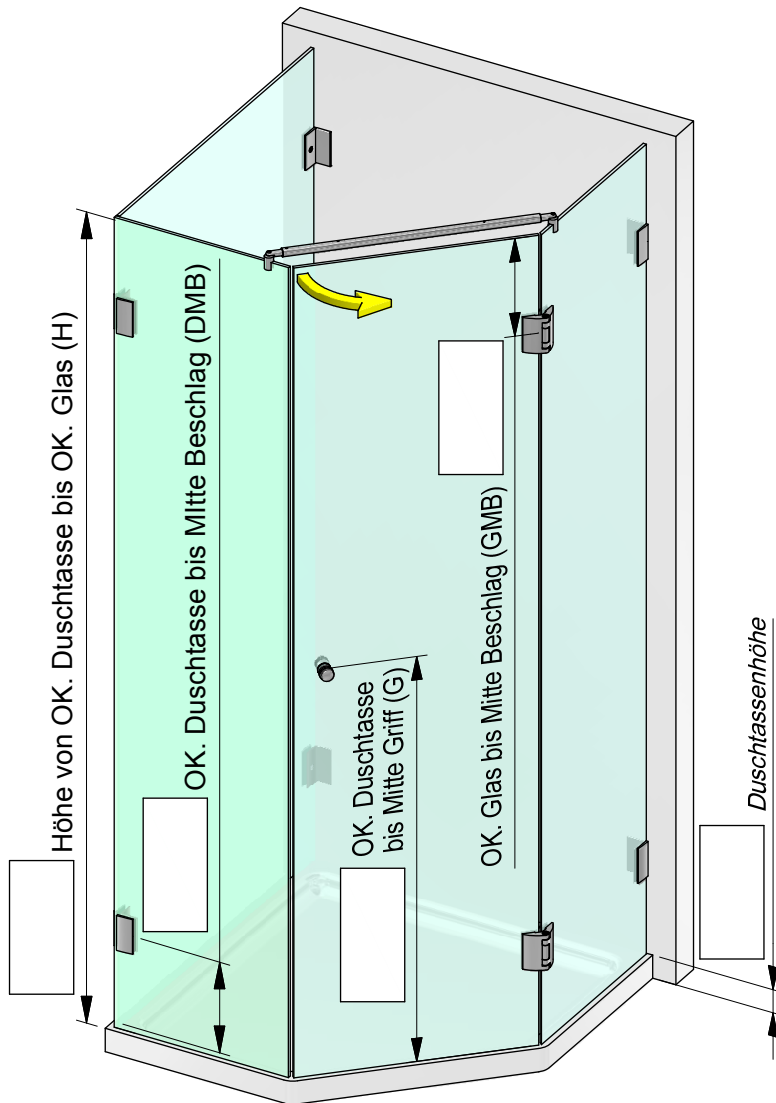 Höhe von OK. Duschtasse bis OK. Glas (H)
OK. Duschtasse bis MItte Beschlag (DMB)
OK. Duschtasse
bis Mitte Griff (G)
OK. Glas bis Mitte Beschlag (GMB)
Duschtassenhöhe